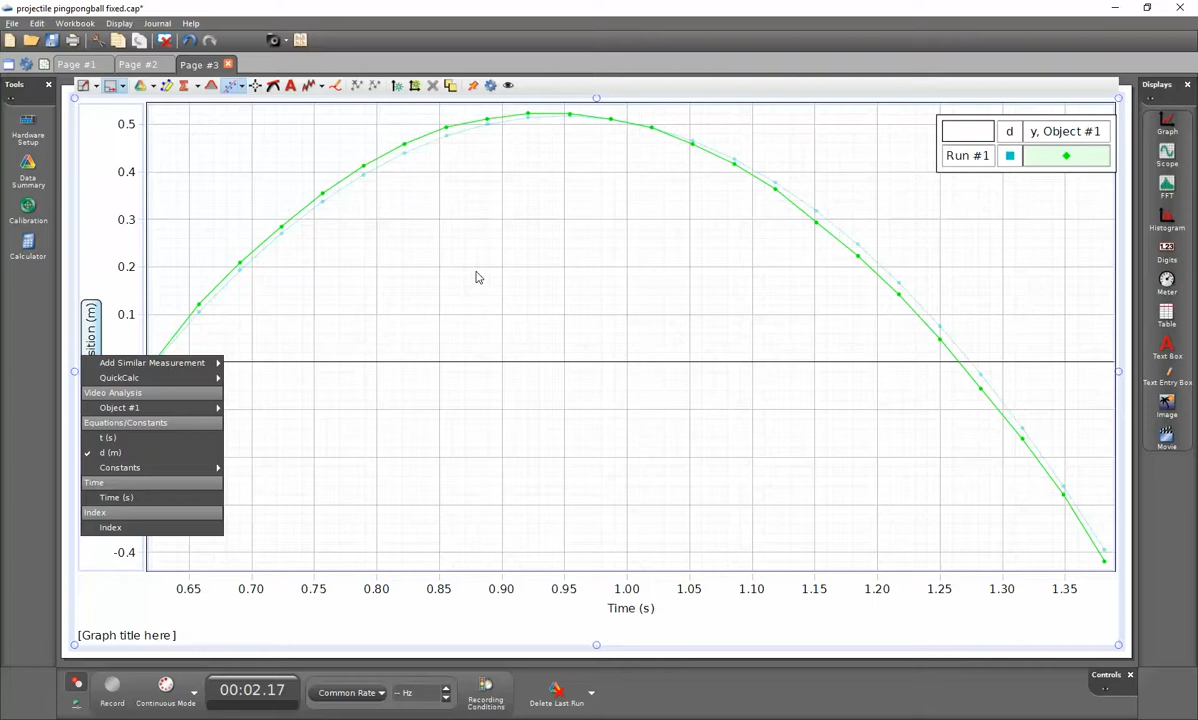 projectile pingpongball fixed.cap*
File Edit Workbook Display Journal Help
Page #1 Page #2 Page #3
Tools
Hardware
Setup
Data
Summary
Calibration
Calculator
0.5
0.4
0.3
0.2
0.1
-0.4
d y, Object #1
Run #1
Add Similar Measurement
QuickCalc
Video Analysis
Object #1
Equations/Constants
t (s)
d (m)
Constants
Time
Time (s)
Index
Index
0.65 0.70 0.75 0.80 0.85 0.90 0.95 1.00 1.05 1.10 1.15 1.20 1.25 1.30 1.35
Time (s)
[Graph title here]
Displays
Graph
Scope
FFT
Histogram
0.123
Digits
Meter
Table
Text Box
Text Entry Box
Image
Movie
Record
Continuous Mode
00:02.17
Common Rate
-- Hz
Recording
Conditions
Delete Last Run
Controls